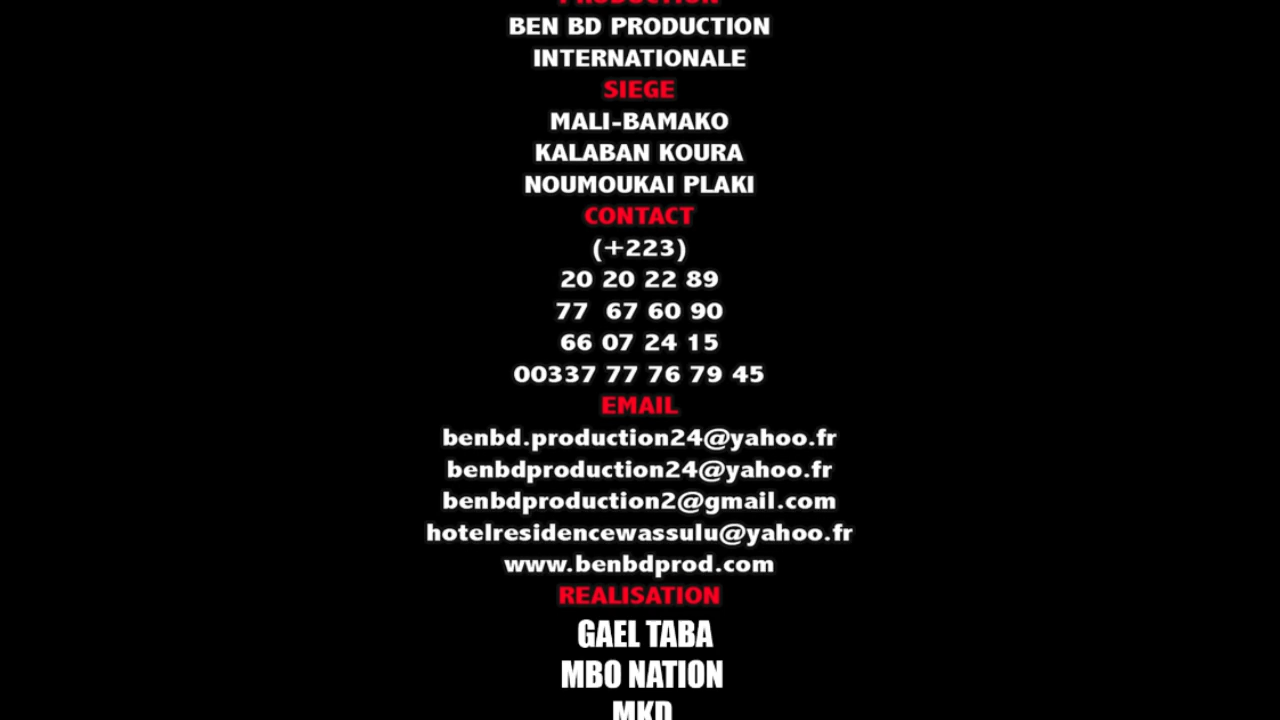 PRODUCTION
BEN BD PRODUCTION
INTERNATIONALE
SIEGE
MALI-BAMAKO
KALABAN KOURA
NOUMOUKAI PLAKI
CONTACT
(+223)
20 20 22 89
77 67 60 90
66 07 24 15
00337 77 76 79 45
EMAIL
benbd.production24@yahoo.fr
benbdproduction24@yahoo.fr
benbdproduction2@gmail.com
hotelresidencewassulu@yahoo.fr
www.benbdprod.com
REALISATION
GAEL TABA
MBO NATION
MKD